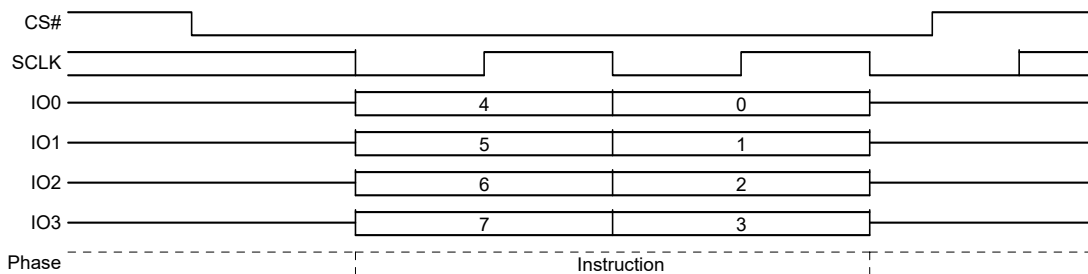 CS#
SCLK
IO0 4 0
IO1 5 1
IO2 6 2
IO3 7 3
Phase Instruction